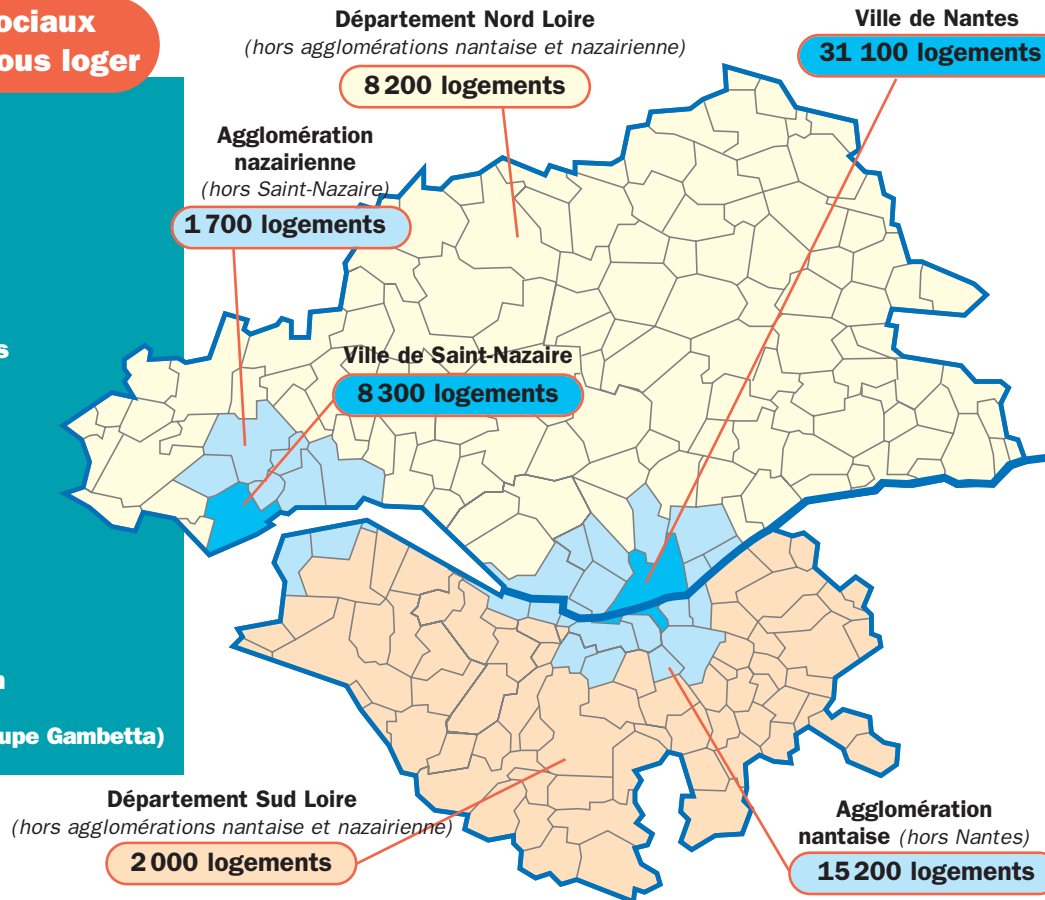 ociaux
ous loger
s
a
upe Gambetta)
Département Nord Loire
(hors agglomérations nantaise et nazairienne)
8 200 logements
Ville de Nantes
31 100 logements
Agglomération
nazairienne
(hors Saint-Nazaire)
1 700 logements
Ville de Saint-Nazaire
8 300 logements
Département Sud Loire
(hors agglomérations nantaise et nazairienne)
2 000 logements
Agglomération
nantaise (hors Nantes)
15 200 logements